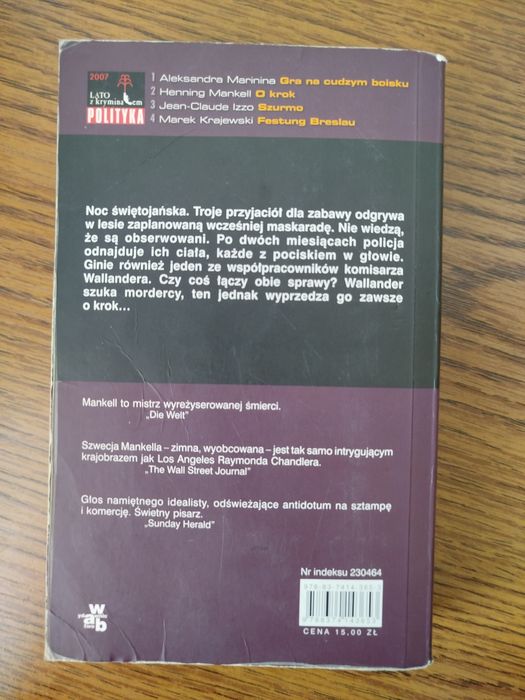 2007
LATO
z kryminałem
POLITYKA
1 Aleksandra Marinina Gra na cudzym boisku
2 Henning Mankell O krok
3 Jean-Claude Izzo Szurmo
4 Marek Krajewski Festung Breslau
Noc świętojańska. Troje przyjaciół dla zabawy odgrywa
w lesie zaplanowaną wcześniej maskaradę. Nie wiedzą,
że są obserwowani. Po dwóch miesiącach policja
odnajduje ich ciała, każde z pociskiem w głowie.
Ginie również jeden ze współpracowników komisarza
Wallandera. Czy coś łączy obie sprawy? Wallander
szuka mordercy, ten jednak wyprzedza go zawsze
o krok...
Mankell to mistrz wyreżyserowanej śmierci.
„Die Welt”
Szwecja Mankella – zimna, wyobcowana – jest tak samo intrygującym
krajobrazem jak Los Angeles Raymonda Chandlera.
„The Wall Street Journal”
Głos namiętnego idealisty, odświeżające antidotum na sztampę
i komercję. Świetny pisarz.
„Sunday Herald”
Nr indeksu 230464
w
a b
CENA 15,00 ZŁ